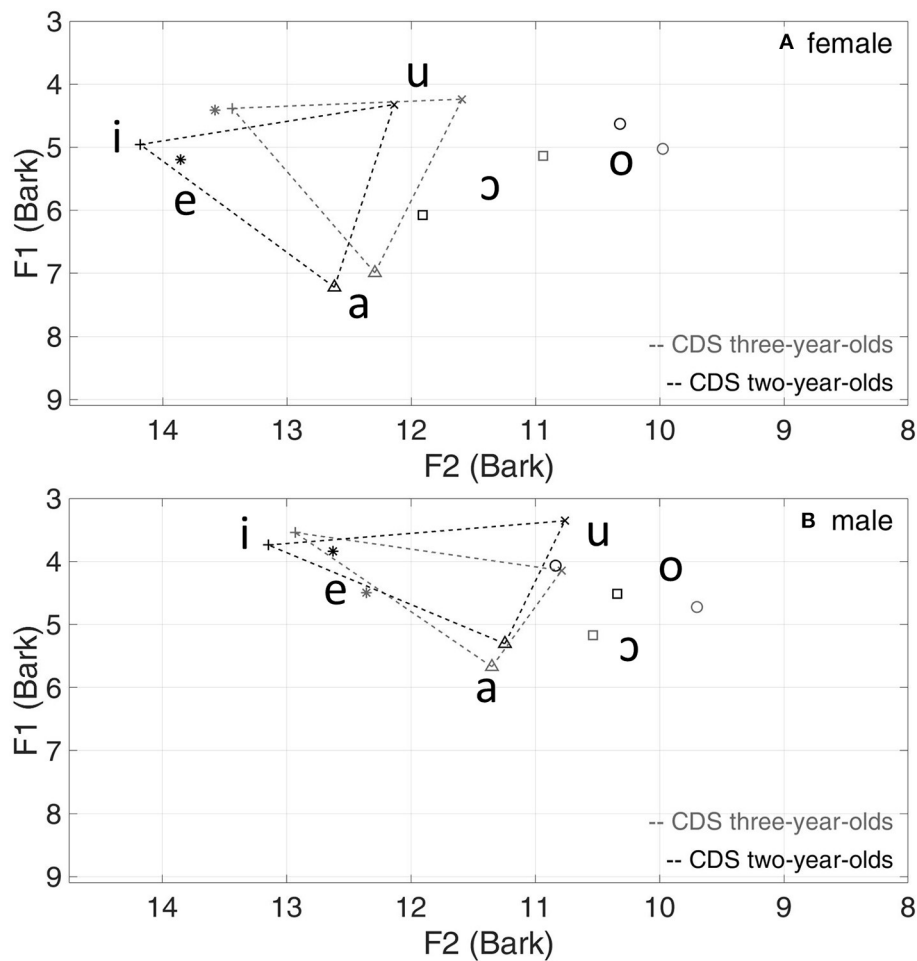 3
A female
4
u
5
i
o
ɔ
e
6
F1 (Bark)
7
a
8
-- CDS three-year-olds
-- CDS two-year-olds
9
14 13 12 11 10 9 8
F2 (Bark)
3
B male
i
u
4
o
e
5
ɔ
6
a
F1 (Bark)
7
8
-- CDS three-year-olds
-- CDS two-year-olds
9
14 13 12 11 10 9 8
F2 (Bark)